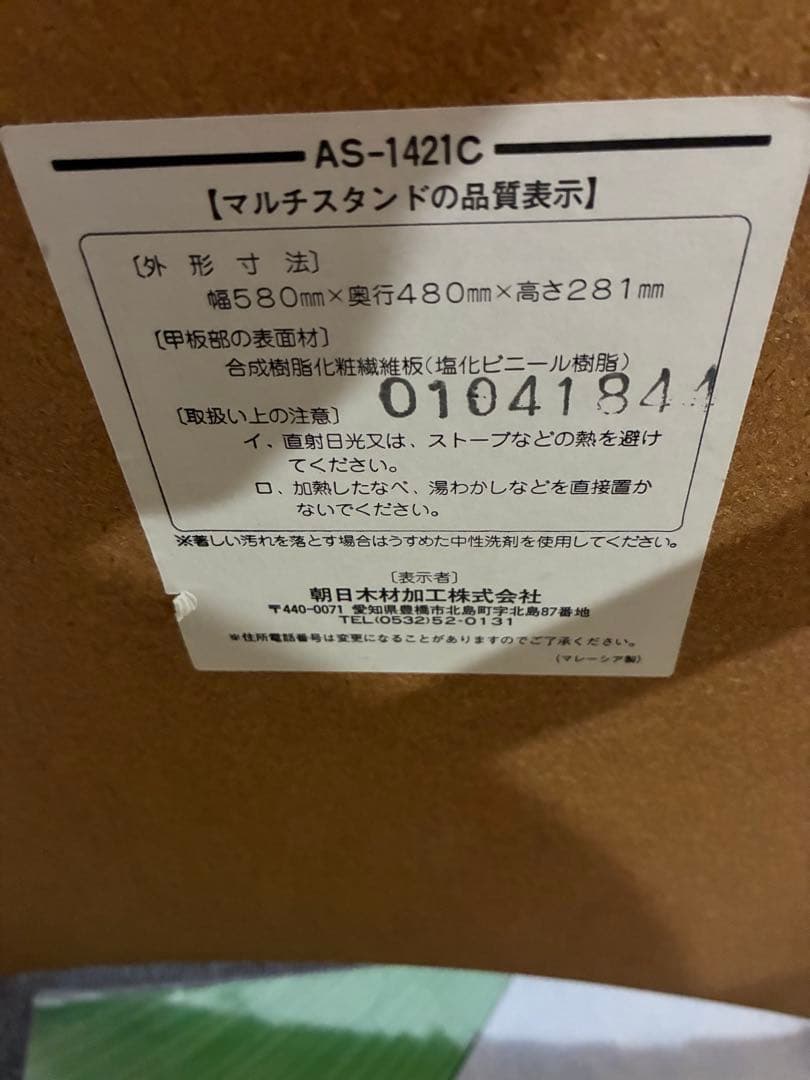 AS-1421C
【マルチスタンドの品質表示】
〔外形寸法〕
幅580㎜×奥行480㎜×高さ281㎜
〔甲板部の表面材〕
合成樹脂化粧繊維板(塩化ビニール樹脂)
01041844
〔取扱い上の注意〕
イ、直射日光又は、ストーブなどの熱を避け
てください。
ロ、加熱したなべ、湯わかしなどを直接置か
ないでください。
※著しい汚れを落とす場合はうすめた中性洗剤を使用してください。
〔表示者〕
朝日木材加工株式会社
〒440-0071 愛知県豊橋市北島町字北島87番地
TEL(0532)52-0131
※住所電話番号は変更になることがありますのでご了承ください。
(マレーシア製)